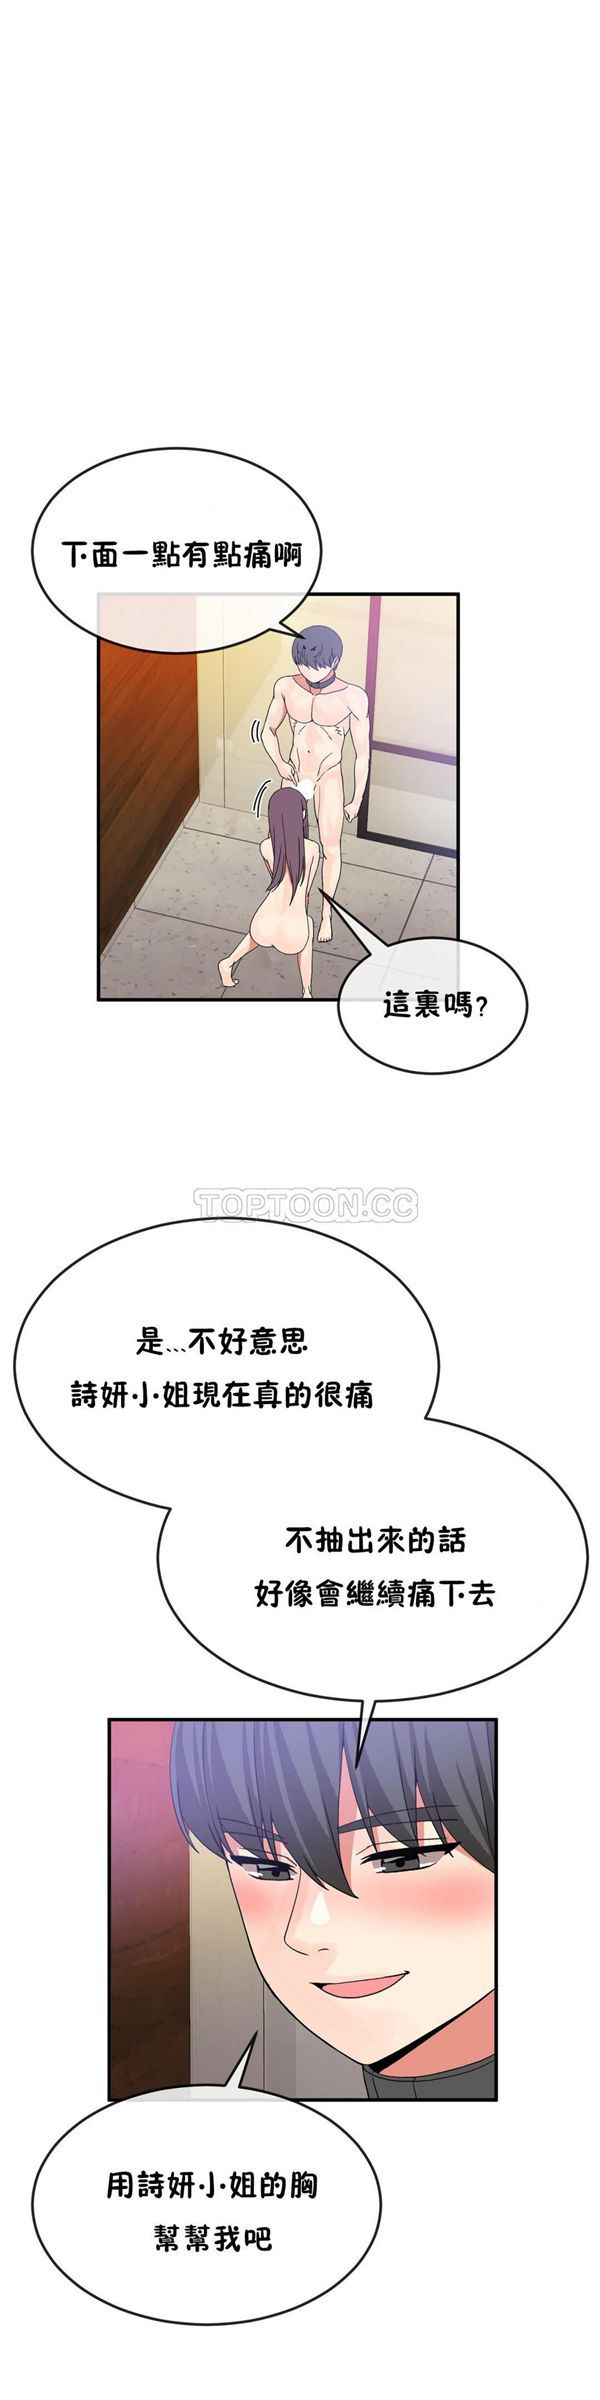 下面一點有點痛啊
這裏嗎?
TOPTOON.CC
是...不好意思
詩妍小姐現在真的很痛
不抽出來的話
好像會繼續痛下去
用詩妍小姐的胸
幫幫我吧